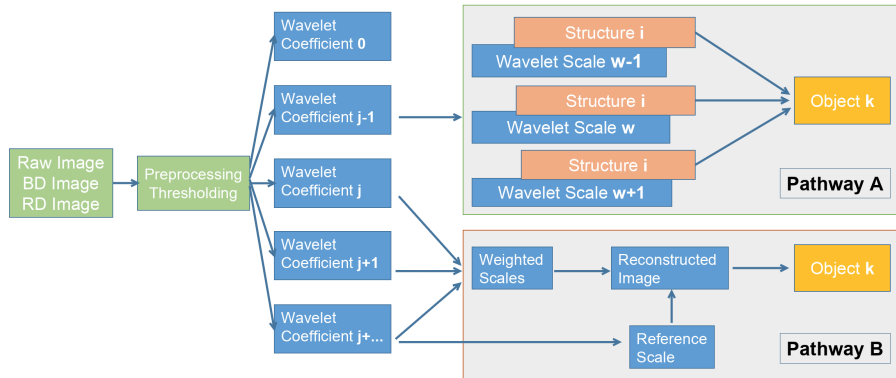 Raw Image
BD Image
RD Image
Preprocessing
Thresholding
Wavelet
Coefficient 0
Wavelet
Coefficient j-1
Wavelet
Coefficient j
Wavelet
Coefficient j+1
Wavelet
Coefficient j+...
Structure i
Wavelet Scale w-1
Structure i
Wavelet Scale w
Structure i
Wavelet Scale w+1
Object k
Pathway A
Weighted
Scales
Reconstructed
Image
Object k
Reference
Scale
Pathway B